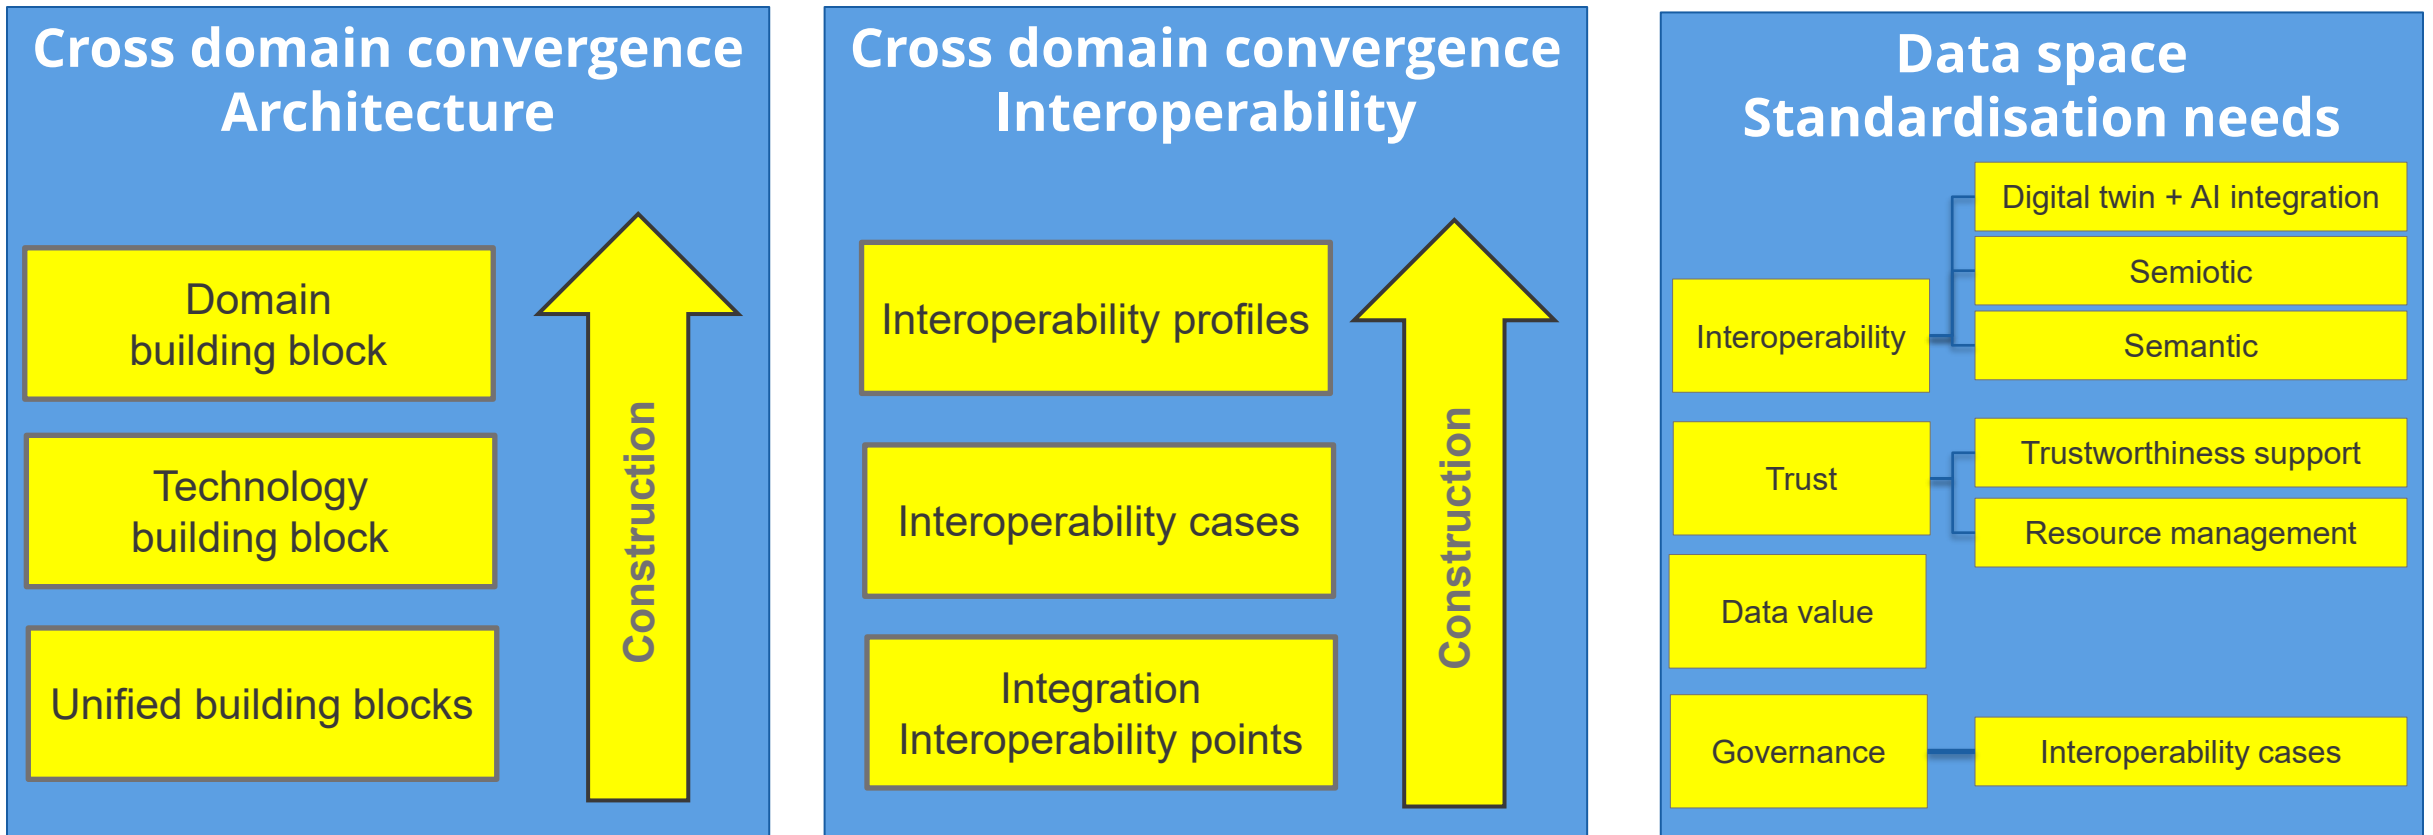 Cross domain convergence
Architecture
Domain
building block
Technology
building block
Unified building blocks
Construction
Cross domain convergence
Interoperability
Interoperability profiles
Interoperability cases
Integration
Interoperability points
Construction
Data space
Standardisation needs
Interoperability
Digital twin + AI integration
Semiotic
Semantic
Trust
Trustworthiness support
Resource management
Data value
Governance
Interoperability cases